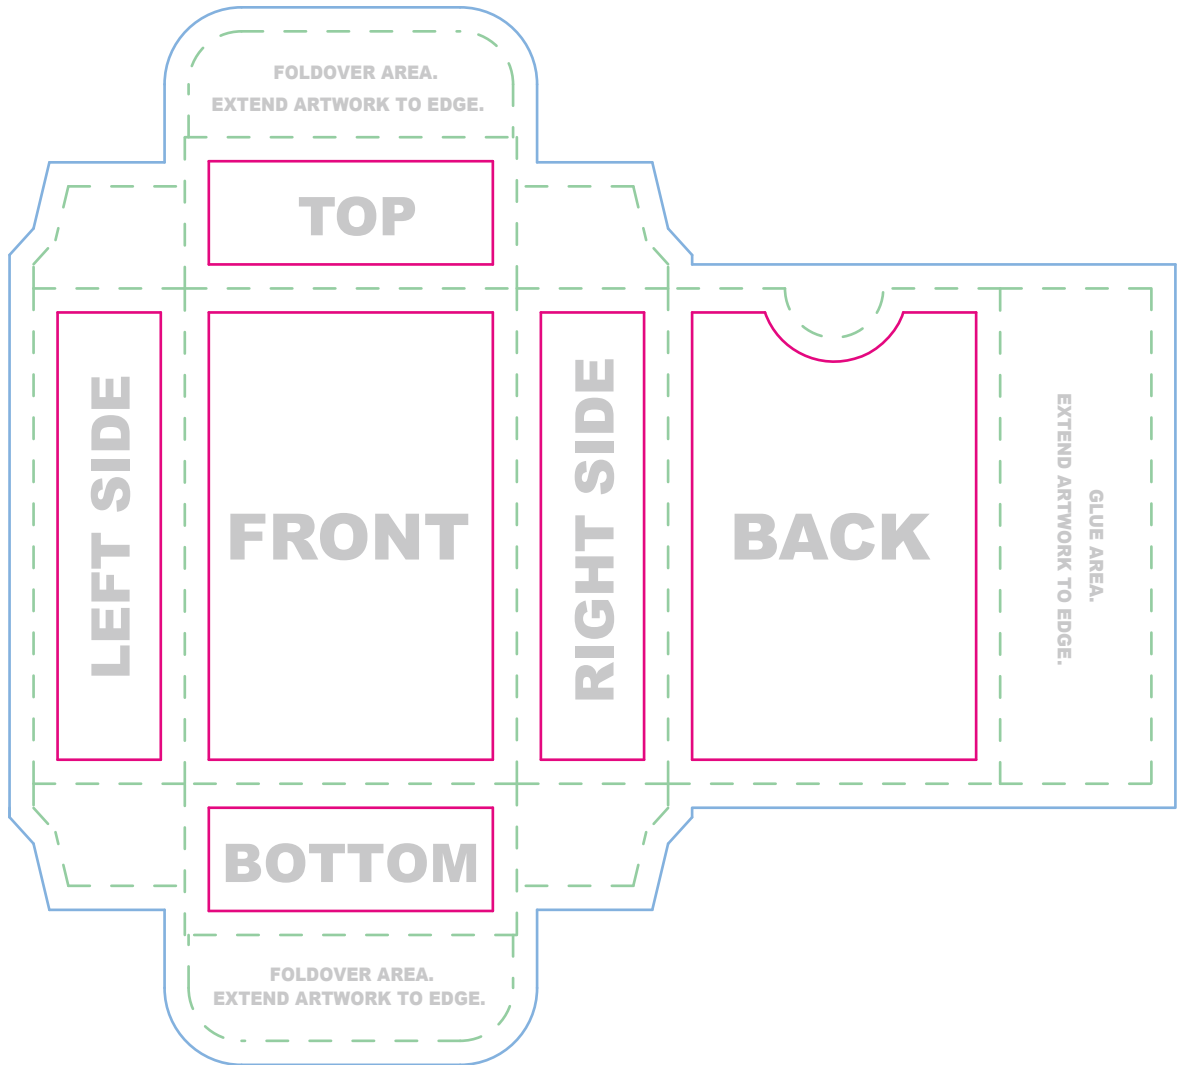 FOLDOVER AREA.
EXTEND ARTWORK TO EDGE.
TOP
LEFT SIDE
FRONT
RIGHT SIDE
BACK
GLUE AREA.
EXTEND ARTWORK TO EDGE.
BOTTOM
FOLDOVER AREA.
EXTEND ARTWORK TO EDGE.